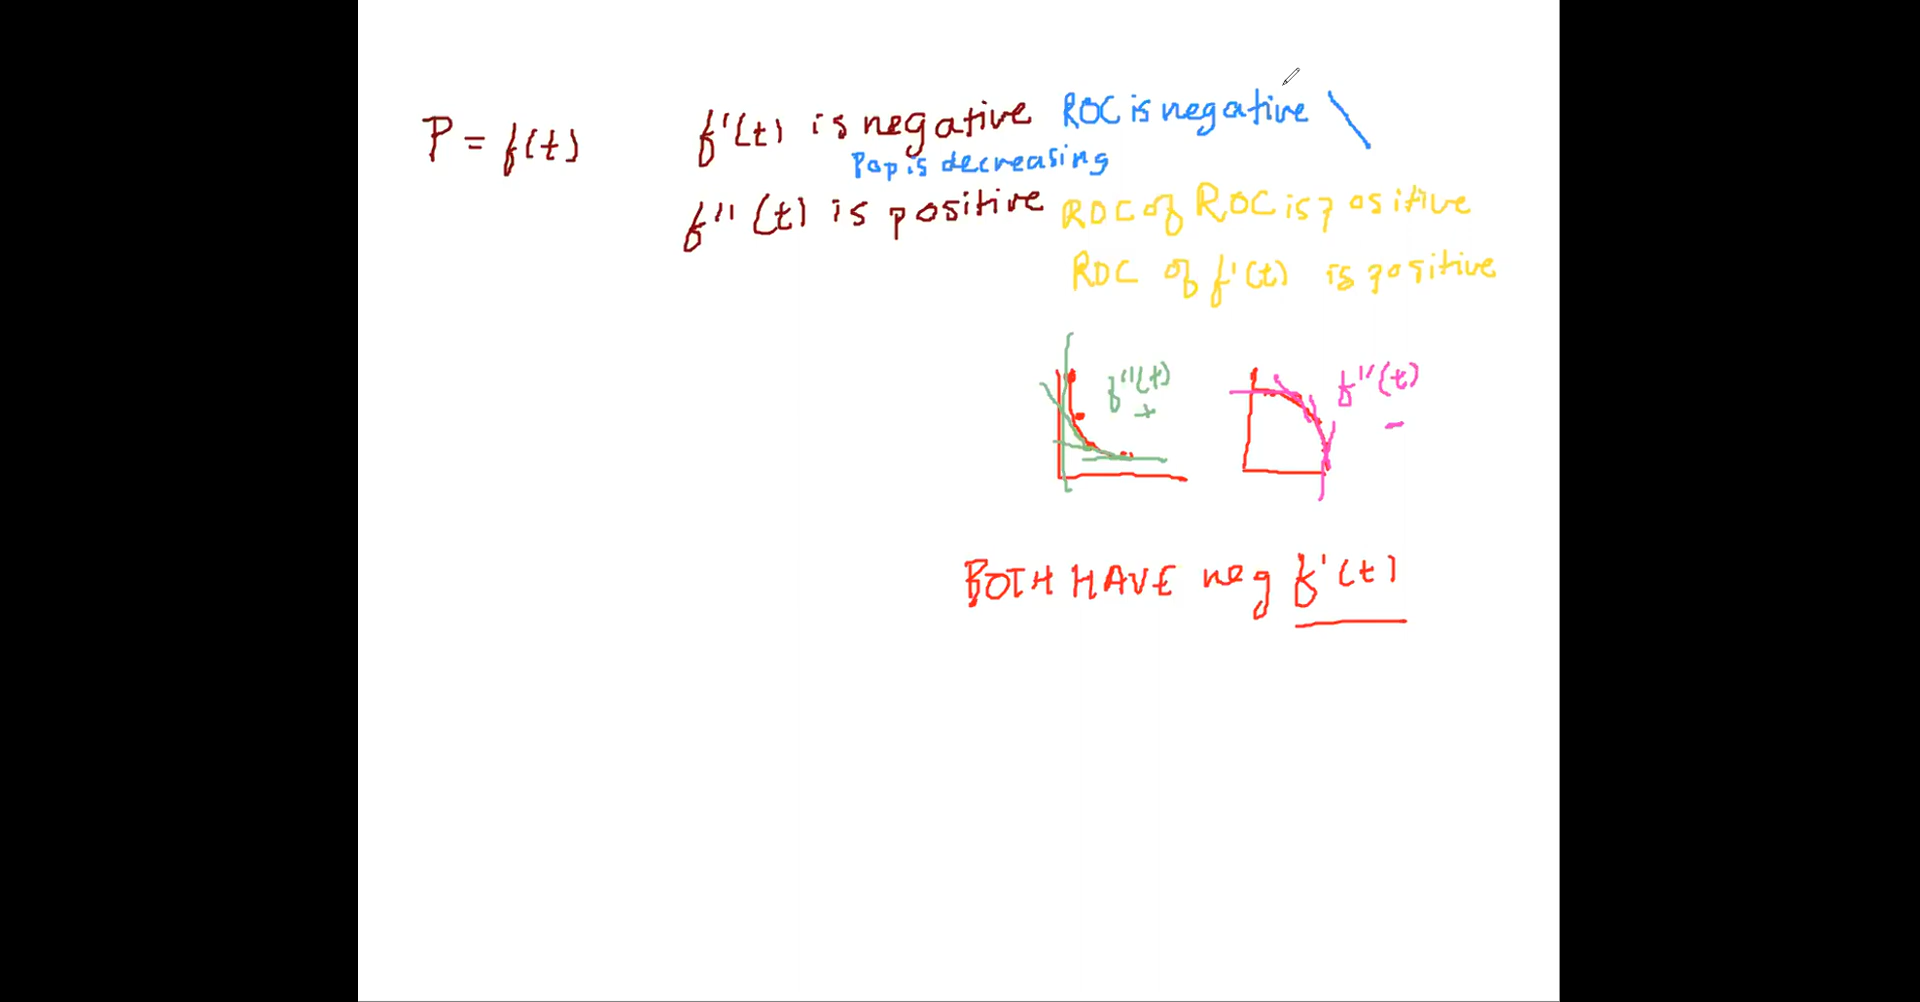 P = f(t)
f'(t) is negative ROC is negative
Pop is decreasing
f''(t) is positive ROC of ROC is positive
ROC of f'(t) is positive
f''(t)
+
f''(t)
-
BOTH HAVE neg f'(t)